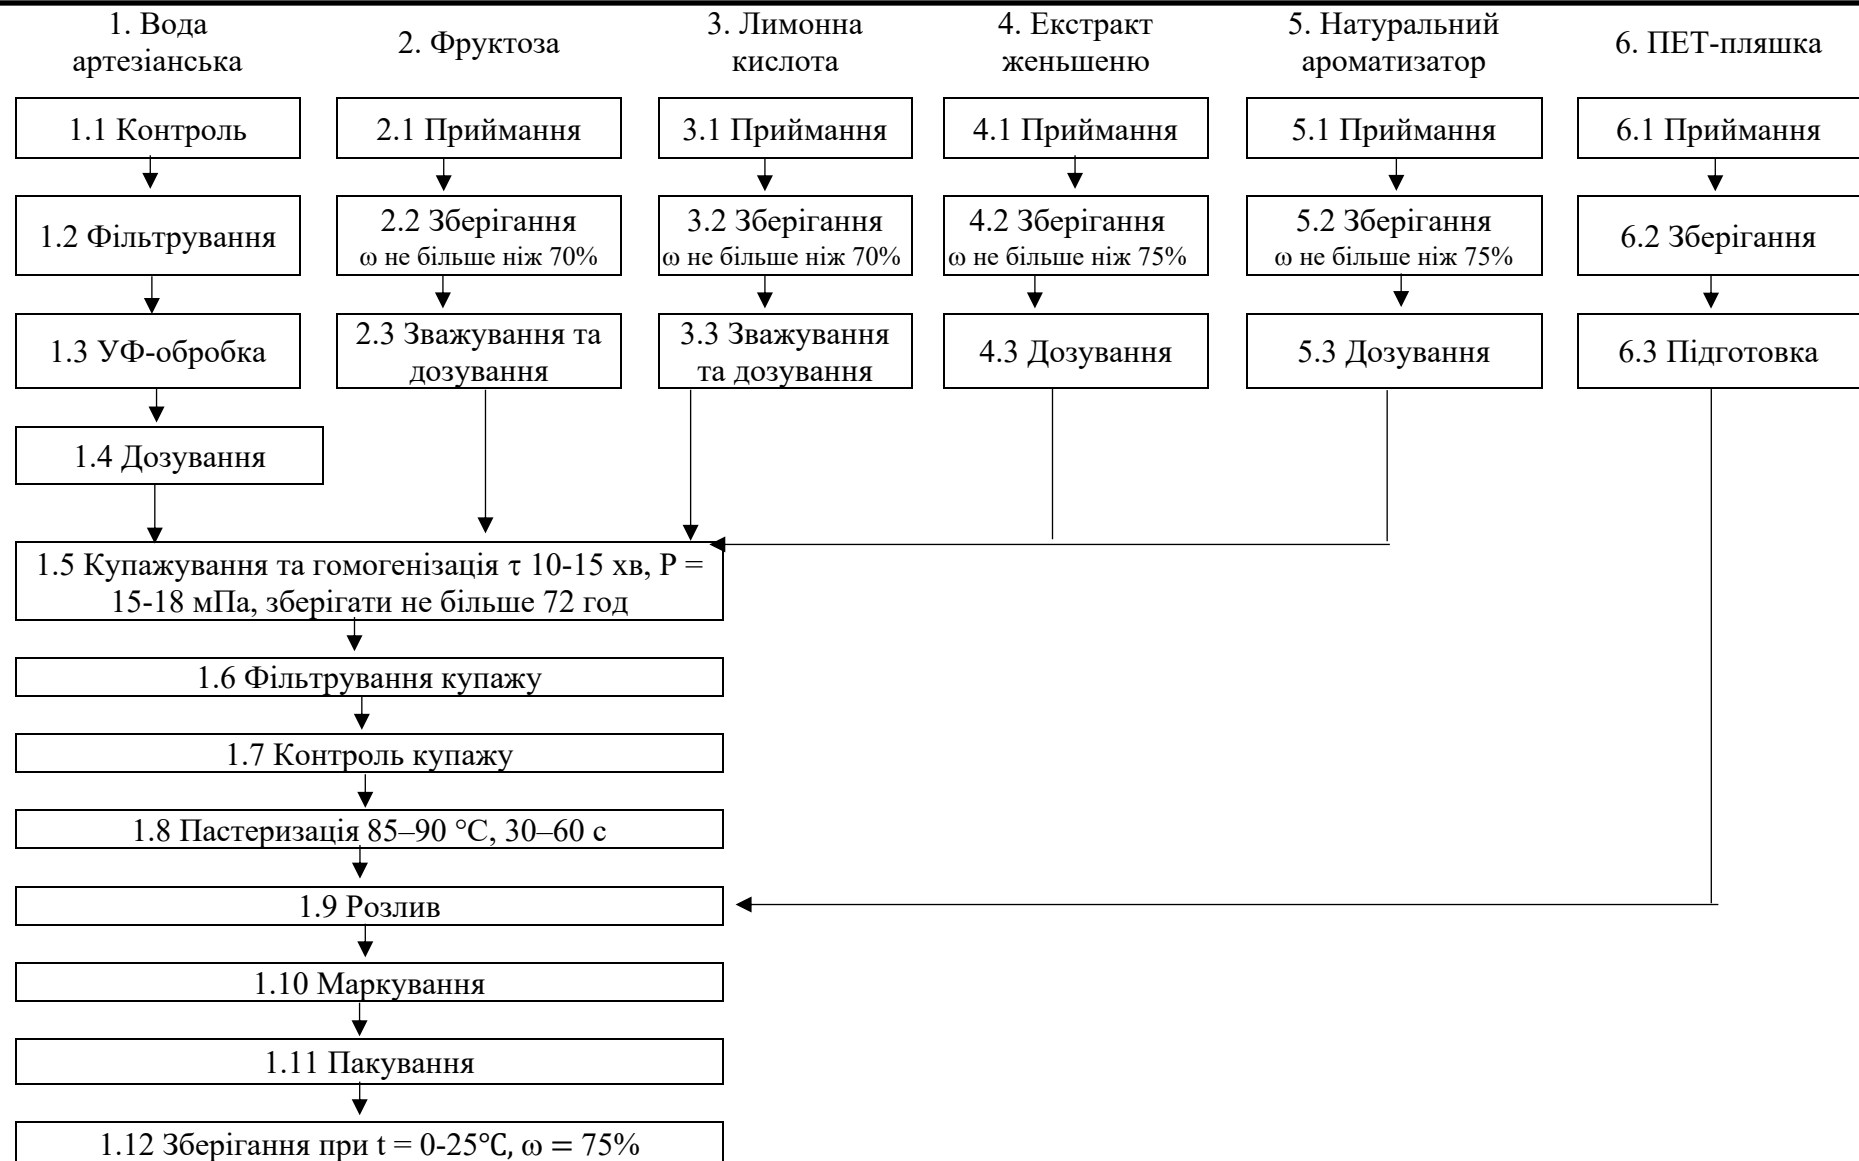 1. Вода
артезіанська
2. Фруктоза
3. Лимонна
кислота
4. Екстракт
женьшеню
5. Натуральний
ароматизатор
6. ПЕТ-пляшка
1.1 Контроль
2.1 Приймання
3.1 Приймання
4.1 Приймання
5.1 Приймання
6.1 Приймання
1.2 Фільтрування
2.2 Зберігання
ω не більше ніж 70%
3.2 Зберігання
ω не більше ніж 70%
4.2 Зберігання
ω не більше ніж 75%
5.2 Зберігання
ω не більше ніж 75%
6.2 Зберігання
1.3 УФ-обробка
2.3 Зважування та
дозування
3.3 Зважування
та дозування
4.3 Дозування
5.3 Дозування
6.3 Підготовка
1.4 Дозування
1.5 Купажування та гомогенізація τ 10-15 хв, Р =
15-18 мПа, зберігати не більше 72 год
1.6 Фільтрування купажу
1.7 Контроль купажу
1.8 Пастеризація 85–90 °C, 30–60 с
1.9 Розлив
1.10 Маркування
1.11 Пакування
1.12 Зберігання при t = 0-25℃, ω = 75%